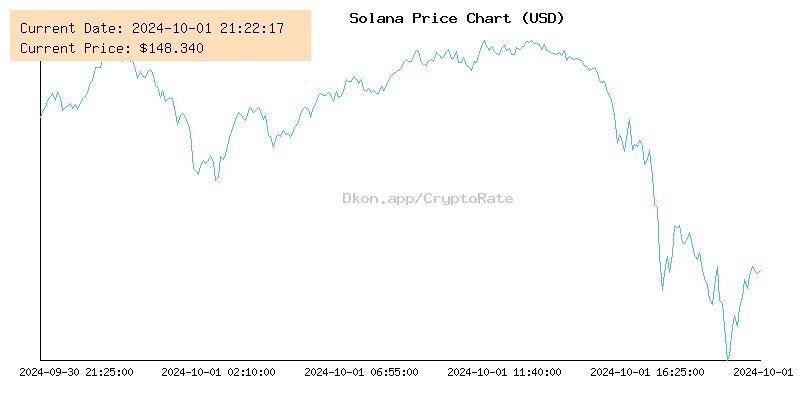 Solana Price Chart (USD)
Current Date: 2024-10-01 21:22:17
Current Price: $148.340
Dkon.app/CryptoRate
2024-09-30 21:25:00
2024-10-01 02:10:00
2024-10-01 06:55:00
2024-10-01 11:40:00
2024-10-01 16:25:00
2024-10-01